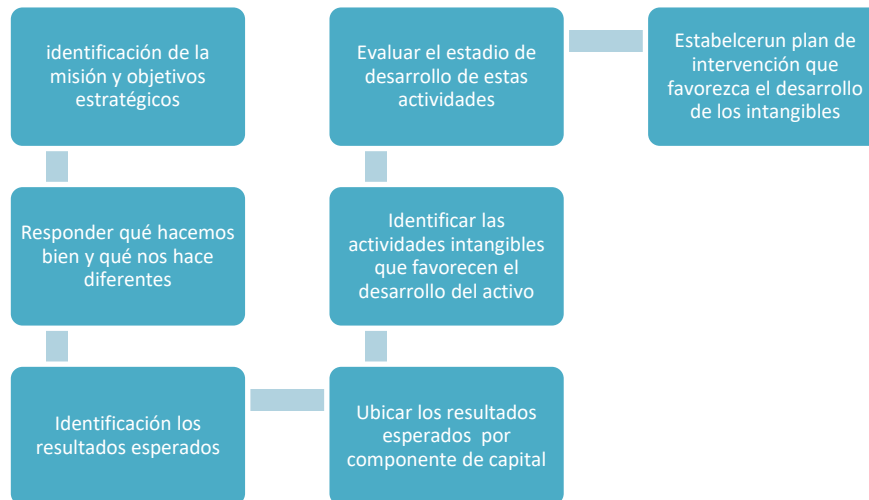 identificación de la
misión y objetivos
estratégicos
Responder qué hacemos
bien y qué nos hace
diferentes
Identificación los
resultados esperados
Ubicar los resultados
esperados por
componente de capital
Identificar las
actividades intangibles
que favorecen el
desarrollo del activo
Evaluar el estadio de
desarrollo de estas
actividades
Estabelcerun plan de
intervención que
favorezca el desarrollo
de los intangibles